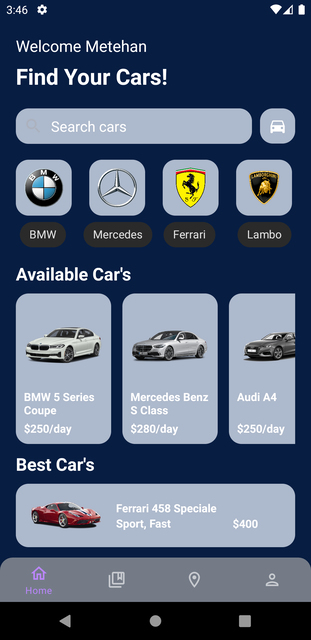 3:46
Welcome Metehan
Find Your Cars!
Search cars
BMW
LAMBORGHINI
BMW Mercedes Ferrari Lambo
Available Car's
BMW 5 Series Coupe
$250/day
Mercedes Benz S Class
$280/day
Audi A4
$250/day
Best Car's
Ferrari 458 Speciale
Sport, Fast $400
Home